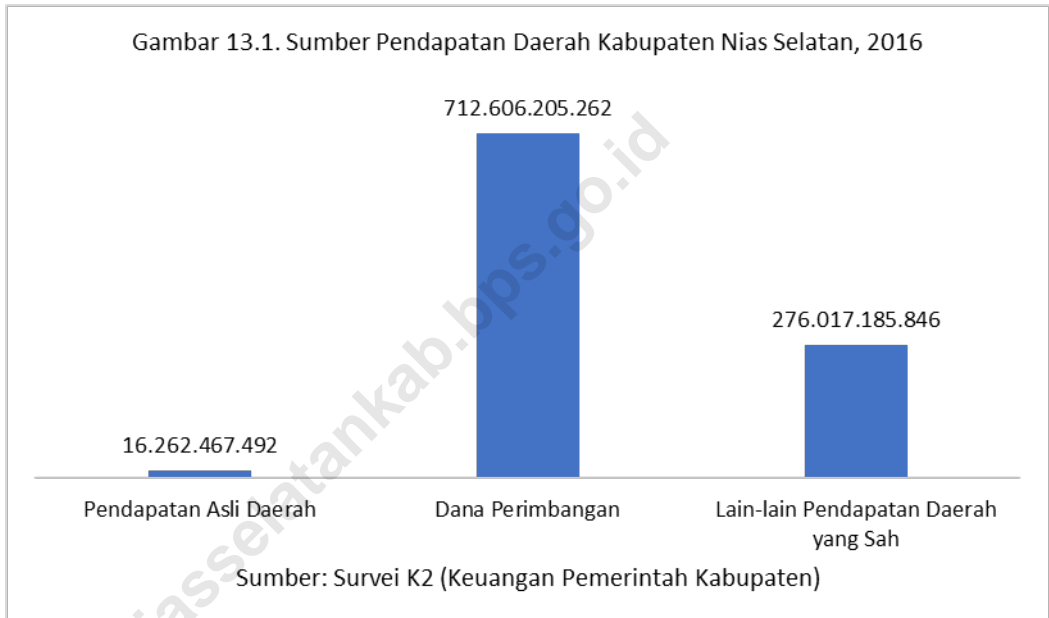 Gambar 13.1. Sumber Pendapatan Daerah Kabupaten Nias Selatan, 2016
712.606.205.262
276.017.185.846
16.262.467.492
Pendapatan Asli Daerah
Dana Perimbangan
Lain-lain Pendapatan Daerah
yang Sah
Sumber: Survei K2 (Keuangan Pemerintah Kabupaten)
iasselatankab.bps.go.id